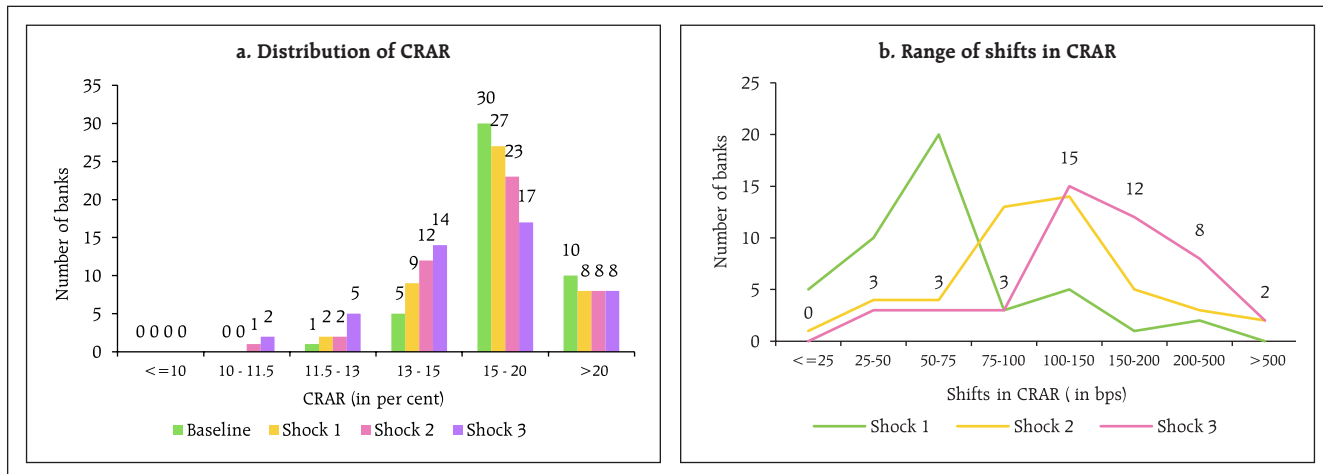 a. Distribution of CRAR
Number of banks
35
30
25
20
15
10
5
0
0 0 0 0
0 0 1 2
1 2 2 5
5 9 12 14
30 27 23 17
10 8 8 8
<=10 10 - 11.5 11.5 - 13 13 - 15 15 - 20 >20
CRAR (in per cent)
Baseline Shock 1 Shock 2 Shock 3
b. Range of shifts in CRAR
Number of banks
25
20
15
10
5
0
0 3 3 3 15 12 8 2
<=25 25-50 50-75 75-100 100-150 150-200 200-500 >500
Shifts in CRAR ( in bps)
Shock 1 Shock 2 Shock 3